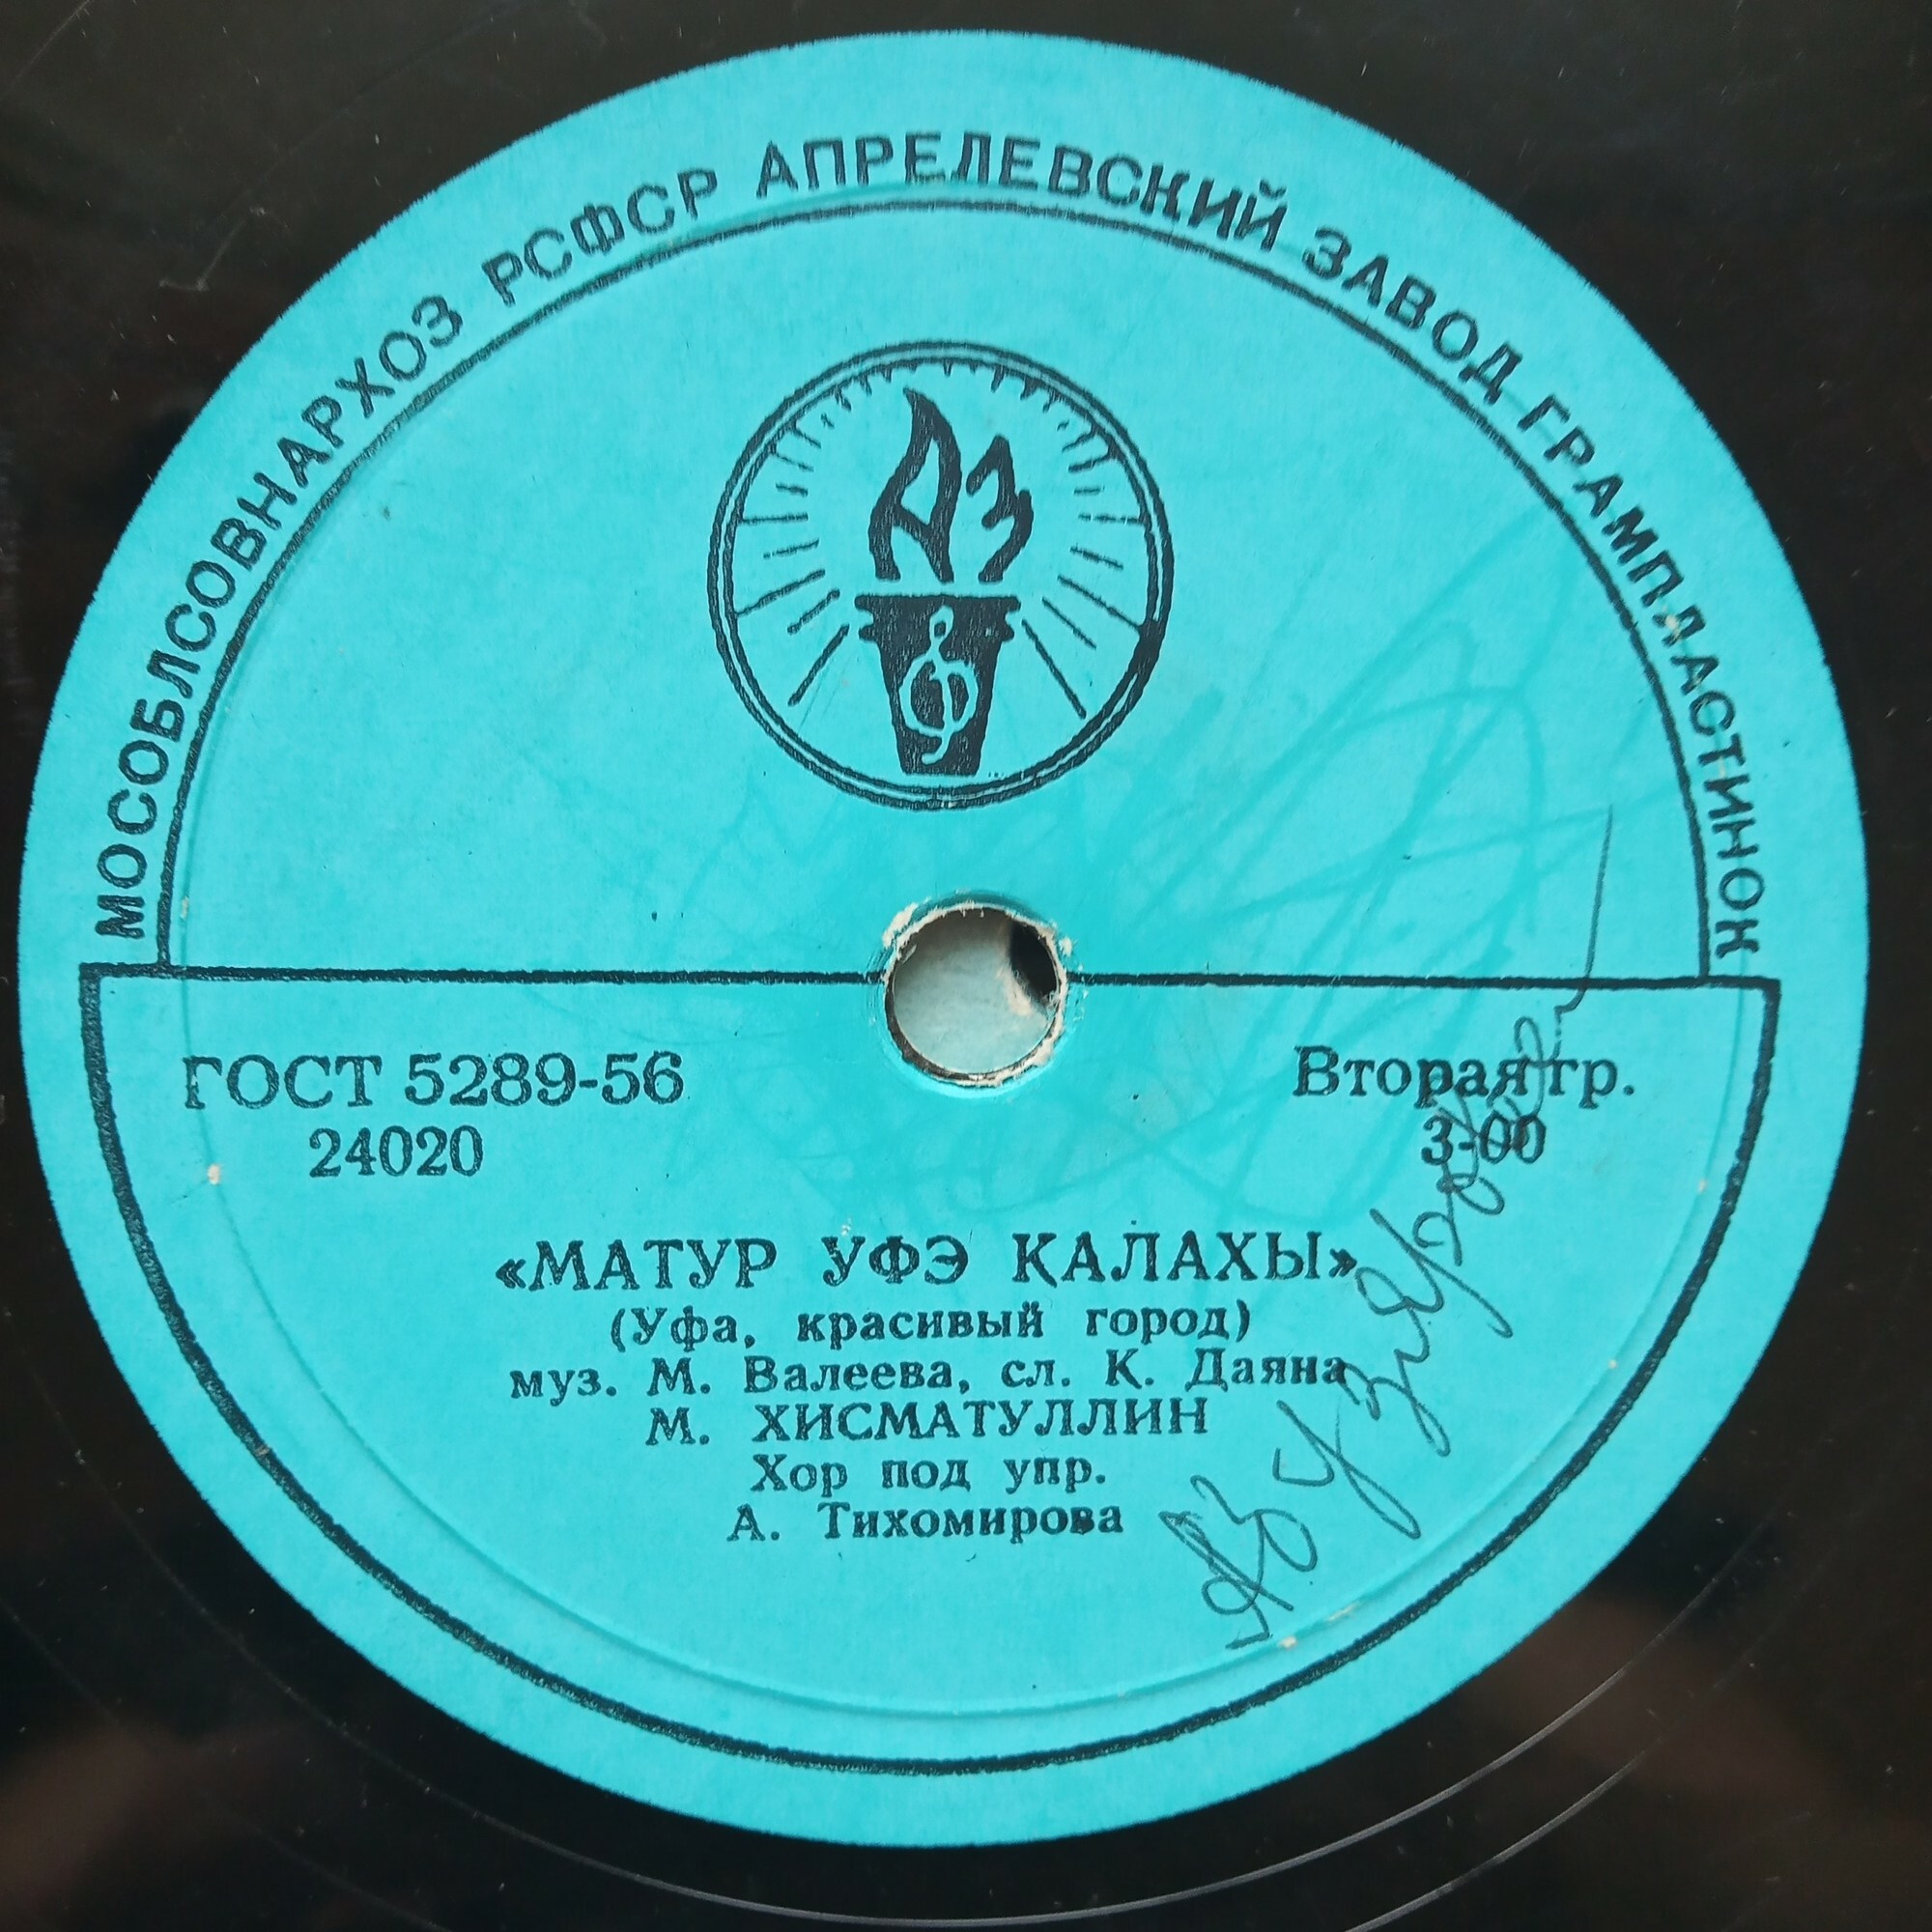 МОСОБЛСОВНАРХОЗ РСФСР АПРЕЛЕВСКИЙ ЗАВОД ГРАМПЛАСТИНОК
АЗ
ГОСТ 5289-56
24020
Вторая гр.
3-00
«МАТУР УФЭ КАЛАХЫ»
(Уфа, красивый город)
муз. М. Валеева, сл. К. Даяна
М. ХИСМАТУЛЛИН
Хор под упр.
А. Тихомирова